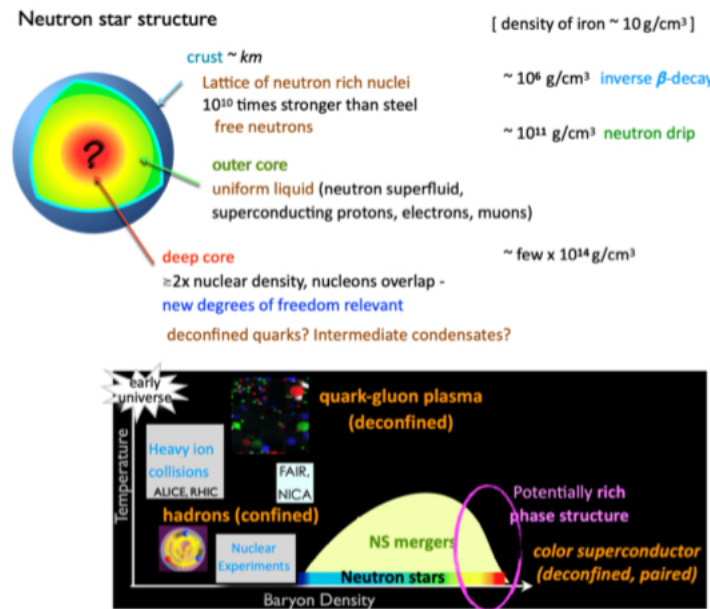 Neutron star structure
[ density of iron ~ 10 g/cm³ ]
crust ~ km
Lattice of neutron rich nuclei
~ 10⁶ g/cm³ inverse β-decay
10¹⁰ times stronger than steel
free neutrons
~ 10¹¹ g/cm³ neutron drip
?
outer core
uniform liquid (neutron superfluid,
superconducting protons, electrons, muons)
deep core
~ few x 10¹⁴ g/cm³
≥2x nuclear density, nucleons overlap -
new degrees of freedom relevant
deconfined quarks? Intermediate condensates?
early
universe
quark-gluon plasma
(deconfined)
Temperature
Heavy ion
collisions
ALICE, RHIC
FAIR,
NICA
Potentially rich
phase structure
hadrons (confined)
NS mergers
Nuclear
Experiments
color superconductor
(deconfined, paired)
Neutron stars
Baryon Density